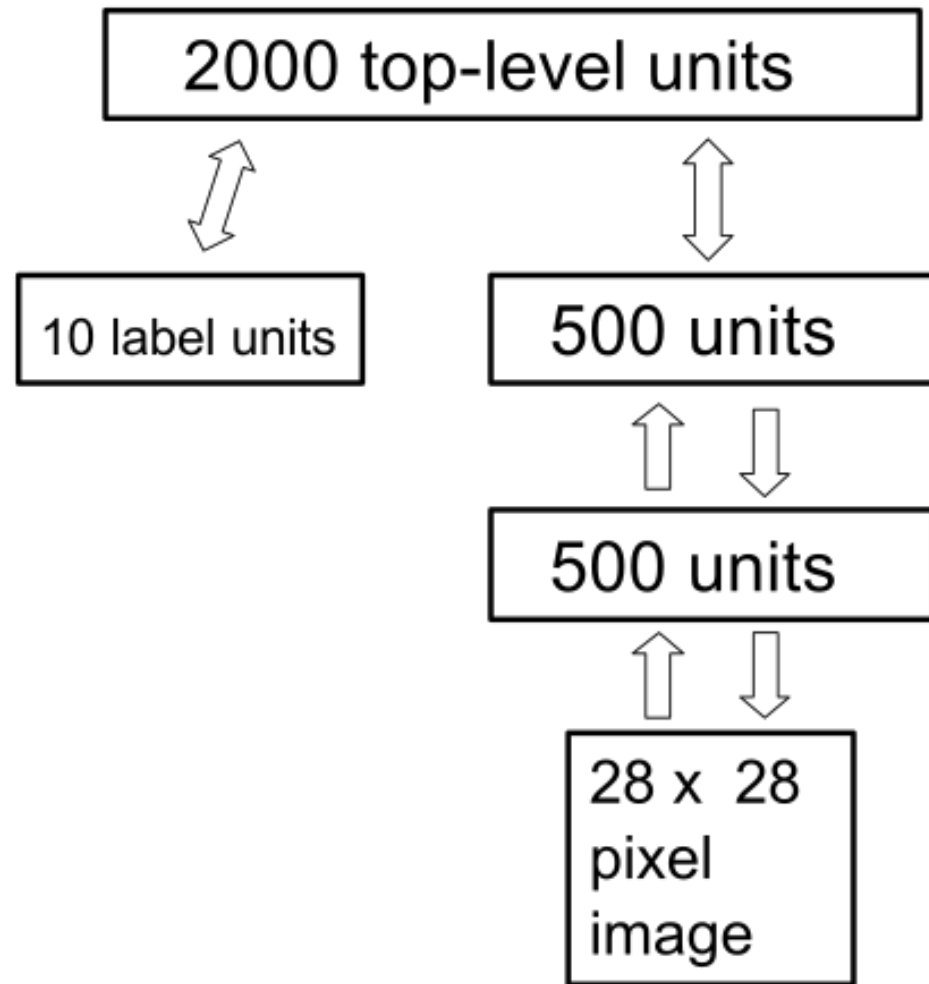 2000 top-level units
10 label units
500 units
500 units
28 x 28
pixel
image